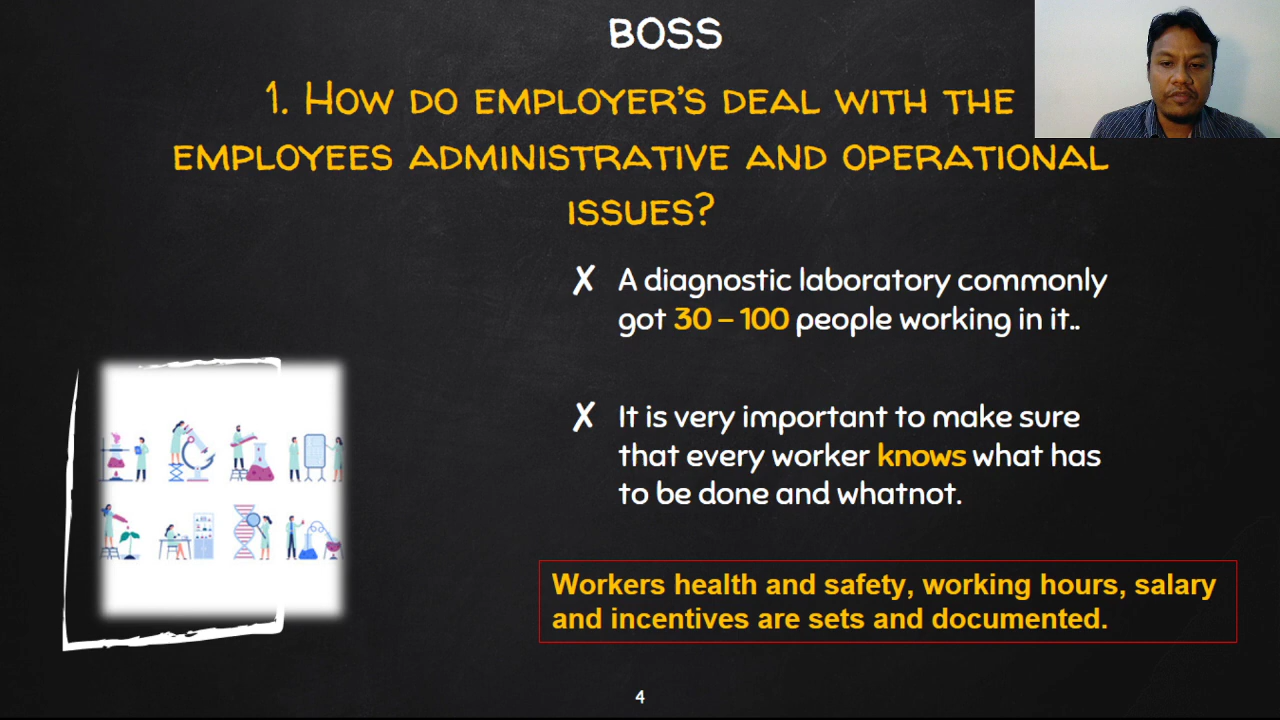 BOSS
1. How do employer's deal with the
employees administrative and operational
issues?
✗ A diagnostic laboratory commonly
got 30 – 100 people working in it..
✗ It is very important to make sure
that every worker knows what has
to be done and whatnot.
Workers health and safety, working hours, salary
and incentives are sets and documented.
4